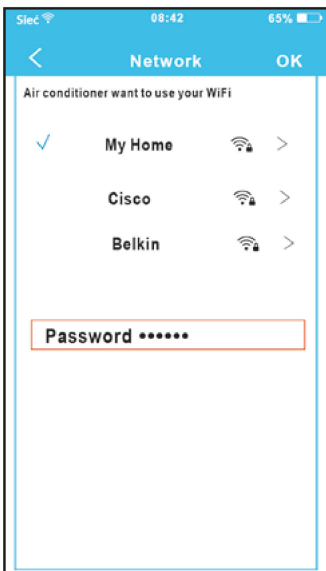 Sieć 08:42 65%
Network OK
Air conditioner want to use your WiFi
My Home
Cisco
Belkin
Password ••••••